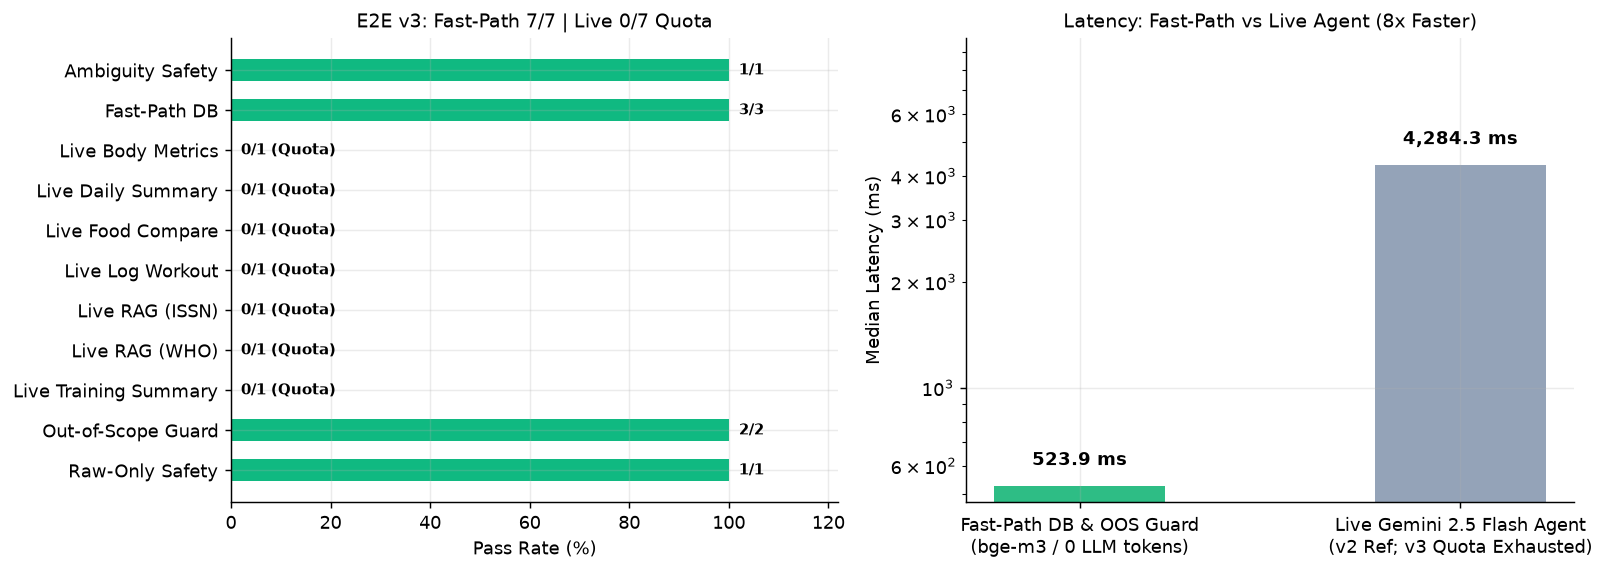 E2E v3: Fast-Path 7/7 | Live 0/7 Quota
Ambiguity Safety
1/1
Fast-Path DB
3/3
Live Body Metrics
0/1 (Quota)
Live Daily Summary
0/1 (Quota)
Live Food Compare
0/1 (Quota)
Live Log Workout
0/1 (Quota)
Live RAG (ISSN)
0/1 (Quota)
Live RAG (WHO)
0/1 (Quota)
Live Training Summary
0/1 (Quota)
Out-of-Scope Guard
2/2
Raw-Only Safety
1/1
0 20 40 60 80 100 120
Pass Rate (%)
Latency: Fast-Path vs Live Agent (8x Faster)
Median Latency (ms)
6 × 10³
4 × 10³
3 × 10³
2 × 10³
10³
6 × 10²
4,284.3 ms
523.9 ms
Fast-Path DB & OOS Guard
(bge-m3 / 0 LLM tokens)
Live Gemini 2.5 Flash Agent
(v2 Ref; v3 Quota Exhausted)